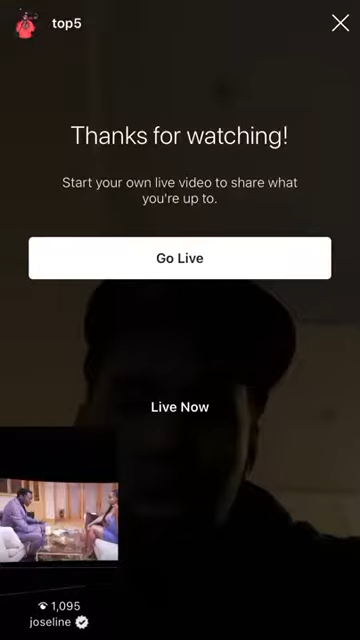 top5
Thanks for watching!
Start your own live video to share what
you're up to.
Go Live
Live Now
1,095
joseline